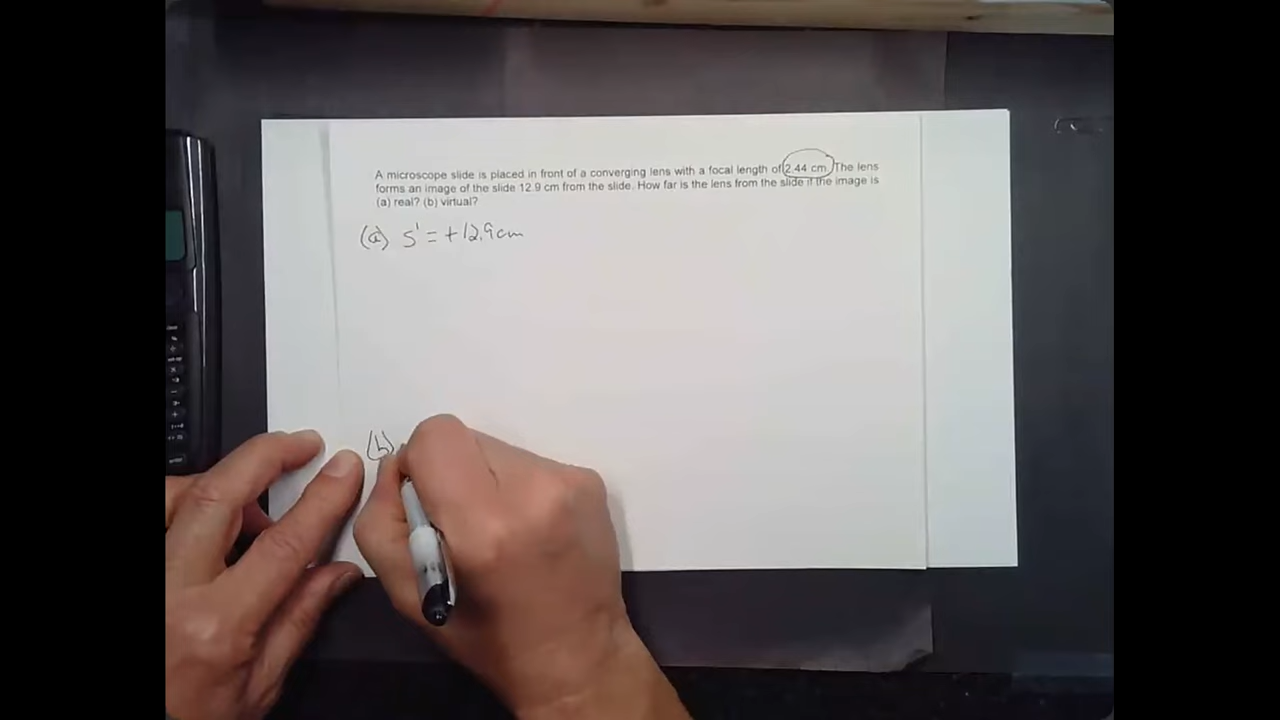 A microscope slide is placed in front of a converging lens with a focal length of 2.44 cm. The lens
forms an image of the slide 12.9 cm from the slide. How far is the lens from the slide if the image is
(a) real? (b) virtual?
(a) S' = +12.9cm
(b)